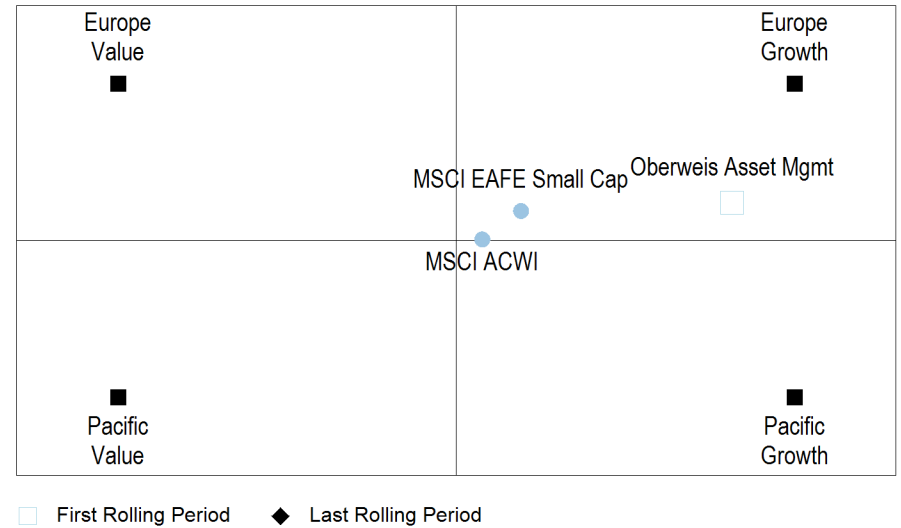 Europe
Value
Europe
Growth
MSCI EAFE Small Cap
Oberweis Asset Mgmt
MSCI ACWI
Pacific
Value
Pacific
Growth
First Rolling Period
Last Rolling Period